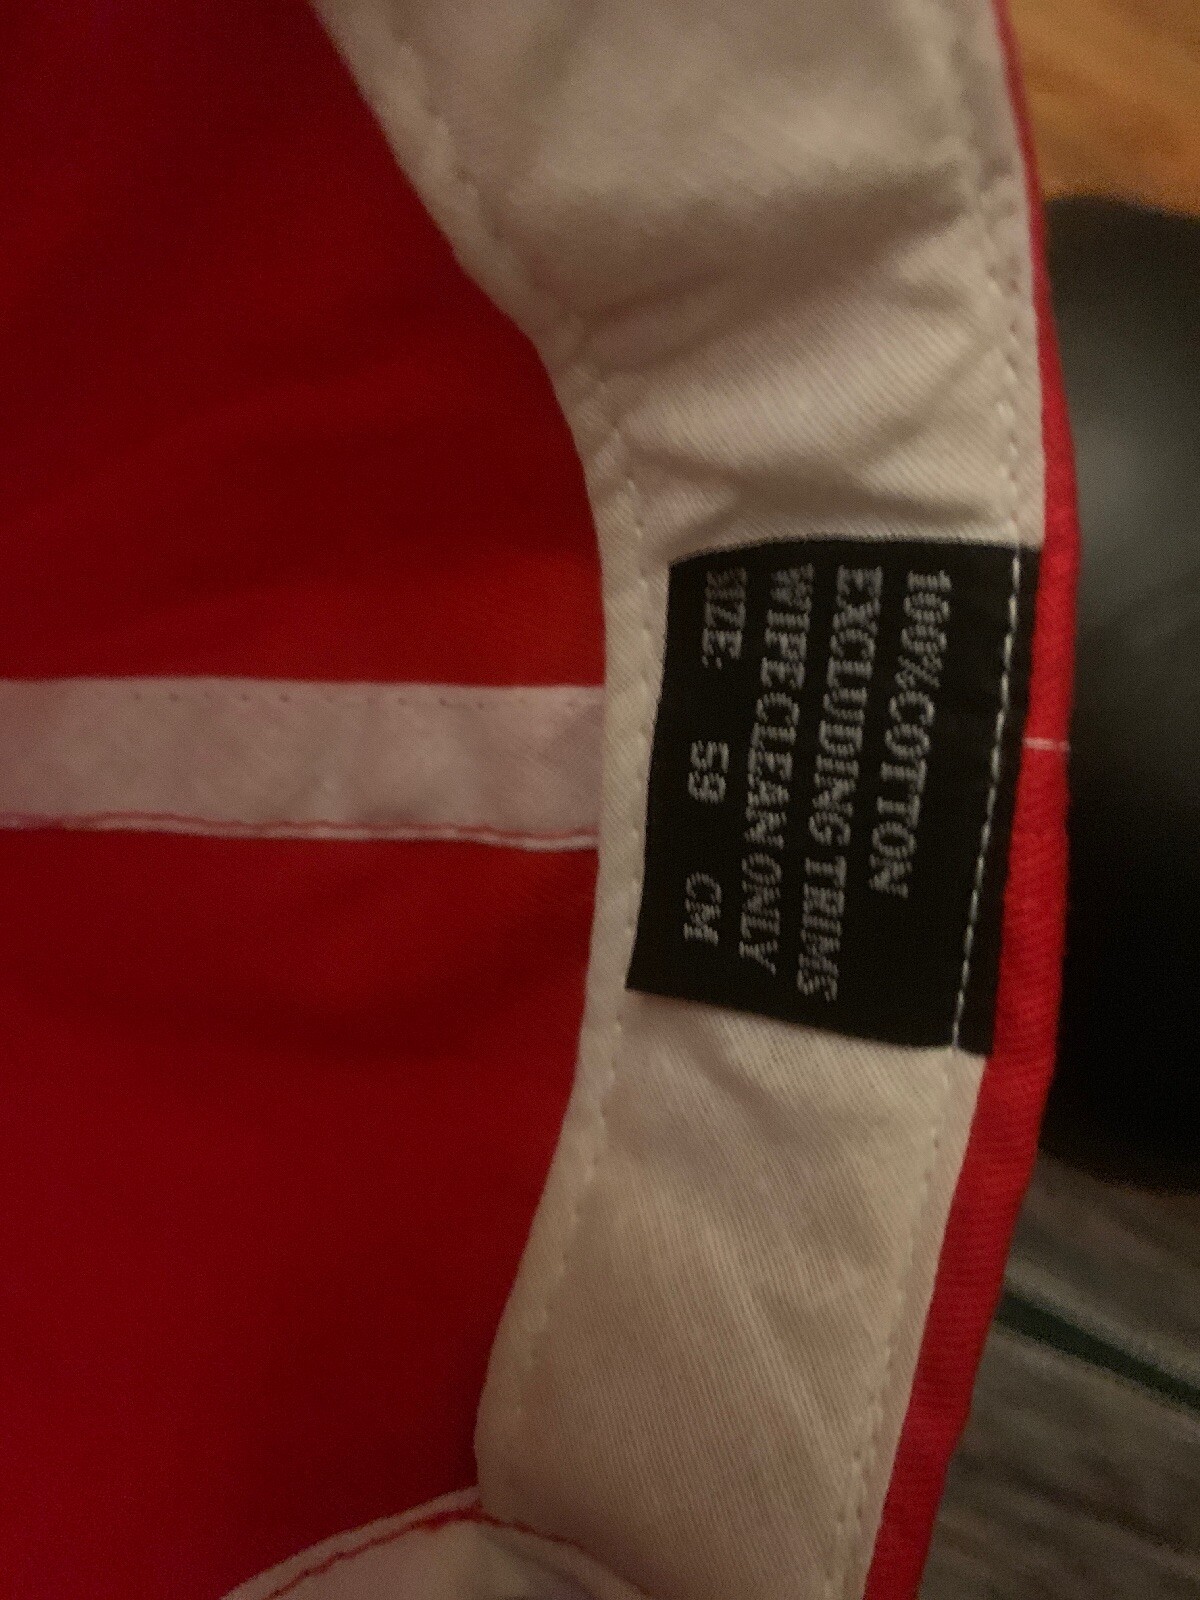 100%COTTON
EXCLUDING TRIMS
WIPE CLEAN ONLY
SIZE: 59 CM